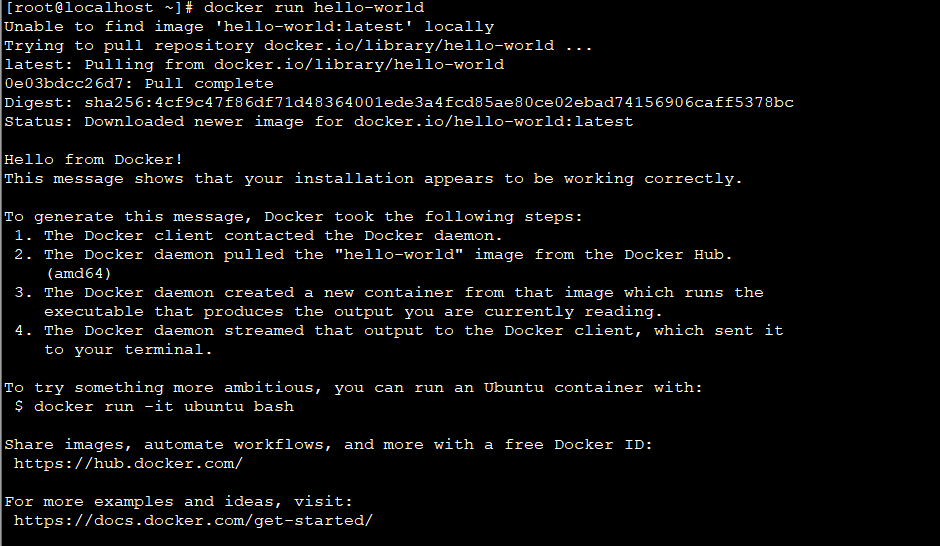 [root@localhost ~]# docker run hello-world
Unable to find image 'hello-world:latest' locally
Trying to pull repository docker.io/library/hello-world ...
latest: Pulling from docker.io/library/hello-world
0e03bdcc26d7: Pull complete
Digest: sha256:4cf9c47f86df71d48364001ede3a4fcd85ae80ce02ebad74156906caff5378bc
Status: Downloaded newer image for docker.io/hello-world:latest

Hello from Docker!
This message shows that your installation appears to be working correctly.

To generate this message, Docker took the following steps:
 1. The Docker client contacted the Docker daemon.
 2. The Docker daemon pulled the "hello-world" image from the Docker Hub.
    (amd64)
 3. The Docker daemon created a new container from that image which runs the
    executable that produces the output you are currently reading.
 4. The Docker daemon streamed that output to the Docker client, which sent it
    to your terminal.

To try something more ambitious, you can run an Ubuntu container with:
 $ docker run -it ubuntu bash

Share images, automate workflows, and more with a free Docker ID:
 https://hub.docker.com/

For more examples and ideas, visit:
 https://docs.docker.com/get-started/